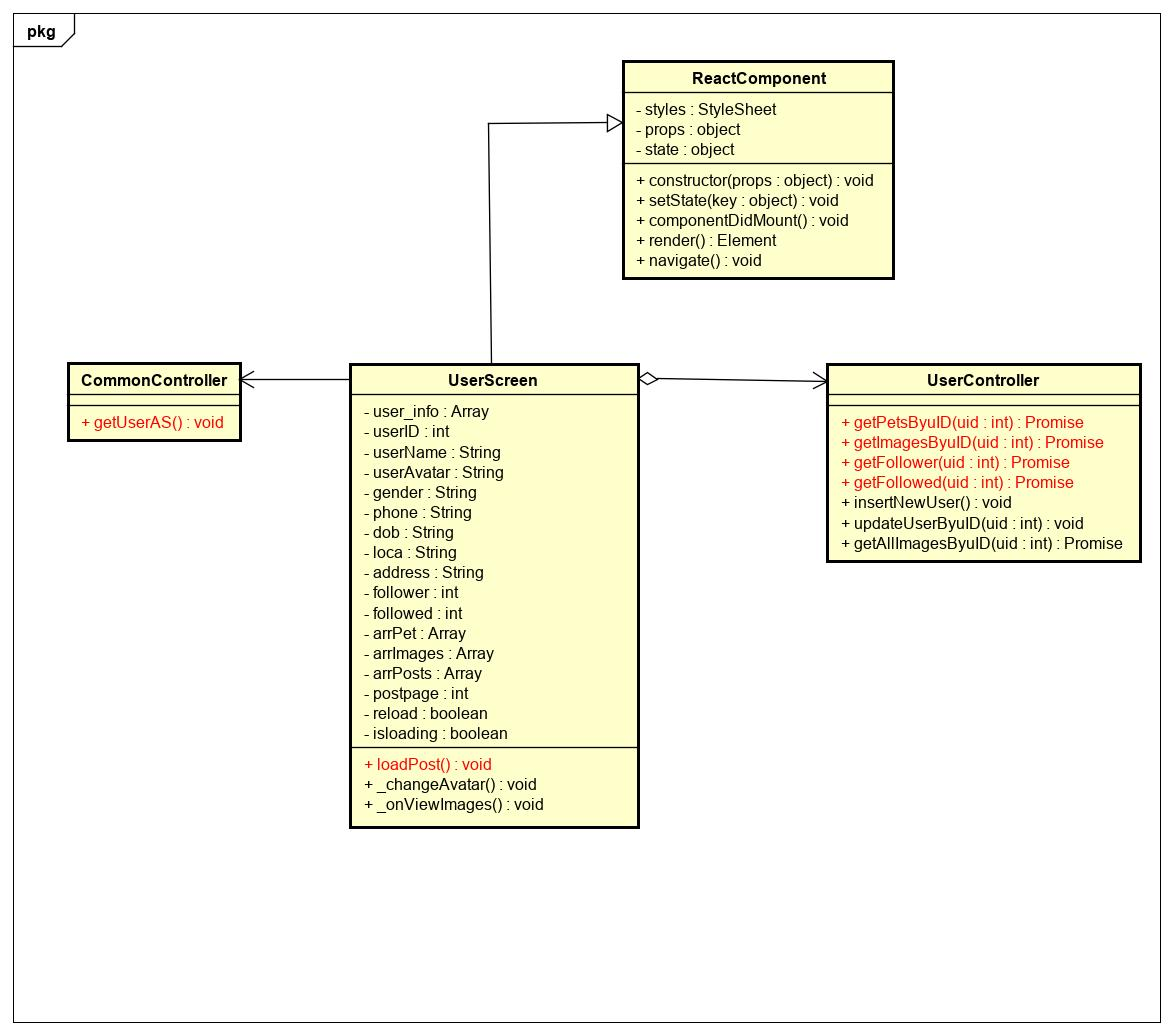 pkg
ReactComponent
- styles : StyleSheet
- props : object
- state : object
+ constructor(props : object) : void
+ setState(key : object) : void
+ componentDidMount() : void
+ render() : Element
+ navigate() : void
CommonController
+ getUserAS() : void
UserScreen
- user_info : Array
- userID : int
- userName : String
- userAvatar : String
- gender : String
- phone : String
- dob : String
- loca : String
- address : String
- follower : int
- followed : int
- arrPet : Array
- arrImages : Array
- arrPosts : Array
- postpage : int
- reload : boolean
- isloading : boolean
+ loadPost() : void
+ _changeAvatar() : void
+ _onViewImages() : void
UserController
+ getPetsByuID(uid : int) : Promise
+ getImagesByuID(uid : int) : Promise
+ getFollower(uid : int) : Promise
+ getFollowed(uid : int) : Promise
+ insertNewUser() : void
+ updateUserByuID(uid : int) : void
+ getAllImagesByuID(uid : int) : Promise